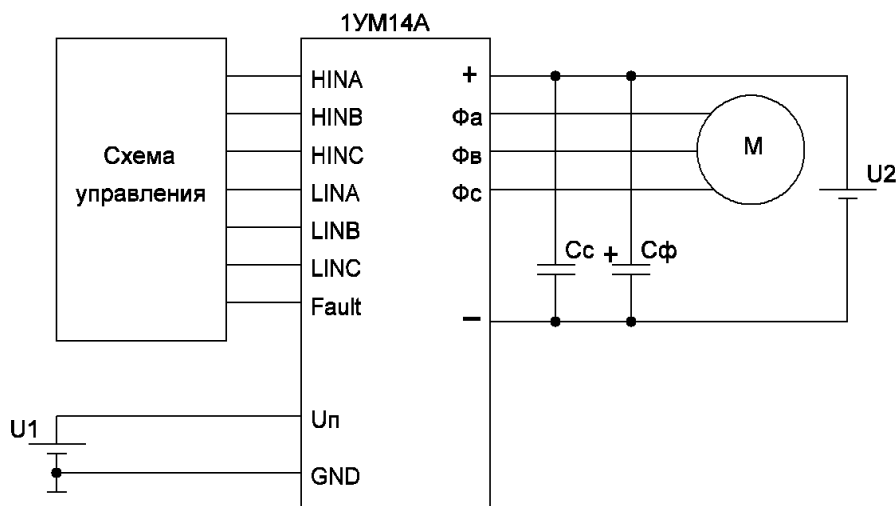 1УМ14А
Схема
управления
HINA
HINB
HINC
LINA
LINB
LINC
Fault
Uп
GND
+
Фа
Фв
Фс
−
М
U2
Сс
+
Сф
U1